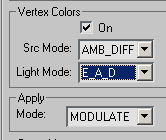 Vertex Colors
On
Src Mode: AMB_DIFF
Light Mode: E_A_D
Apply
Mode: MODULATE